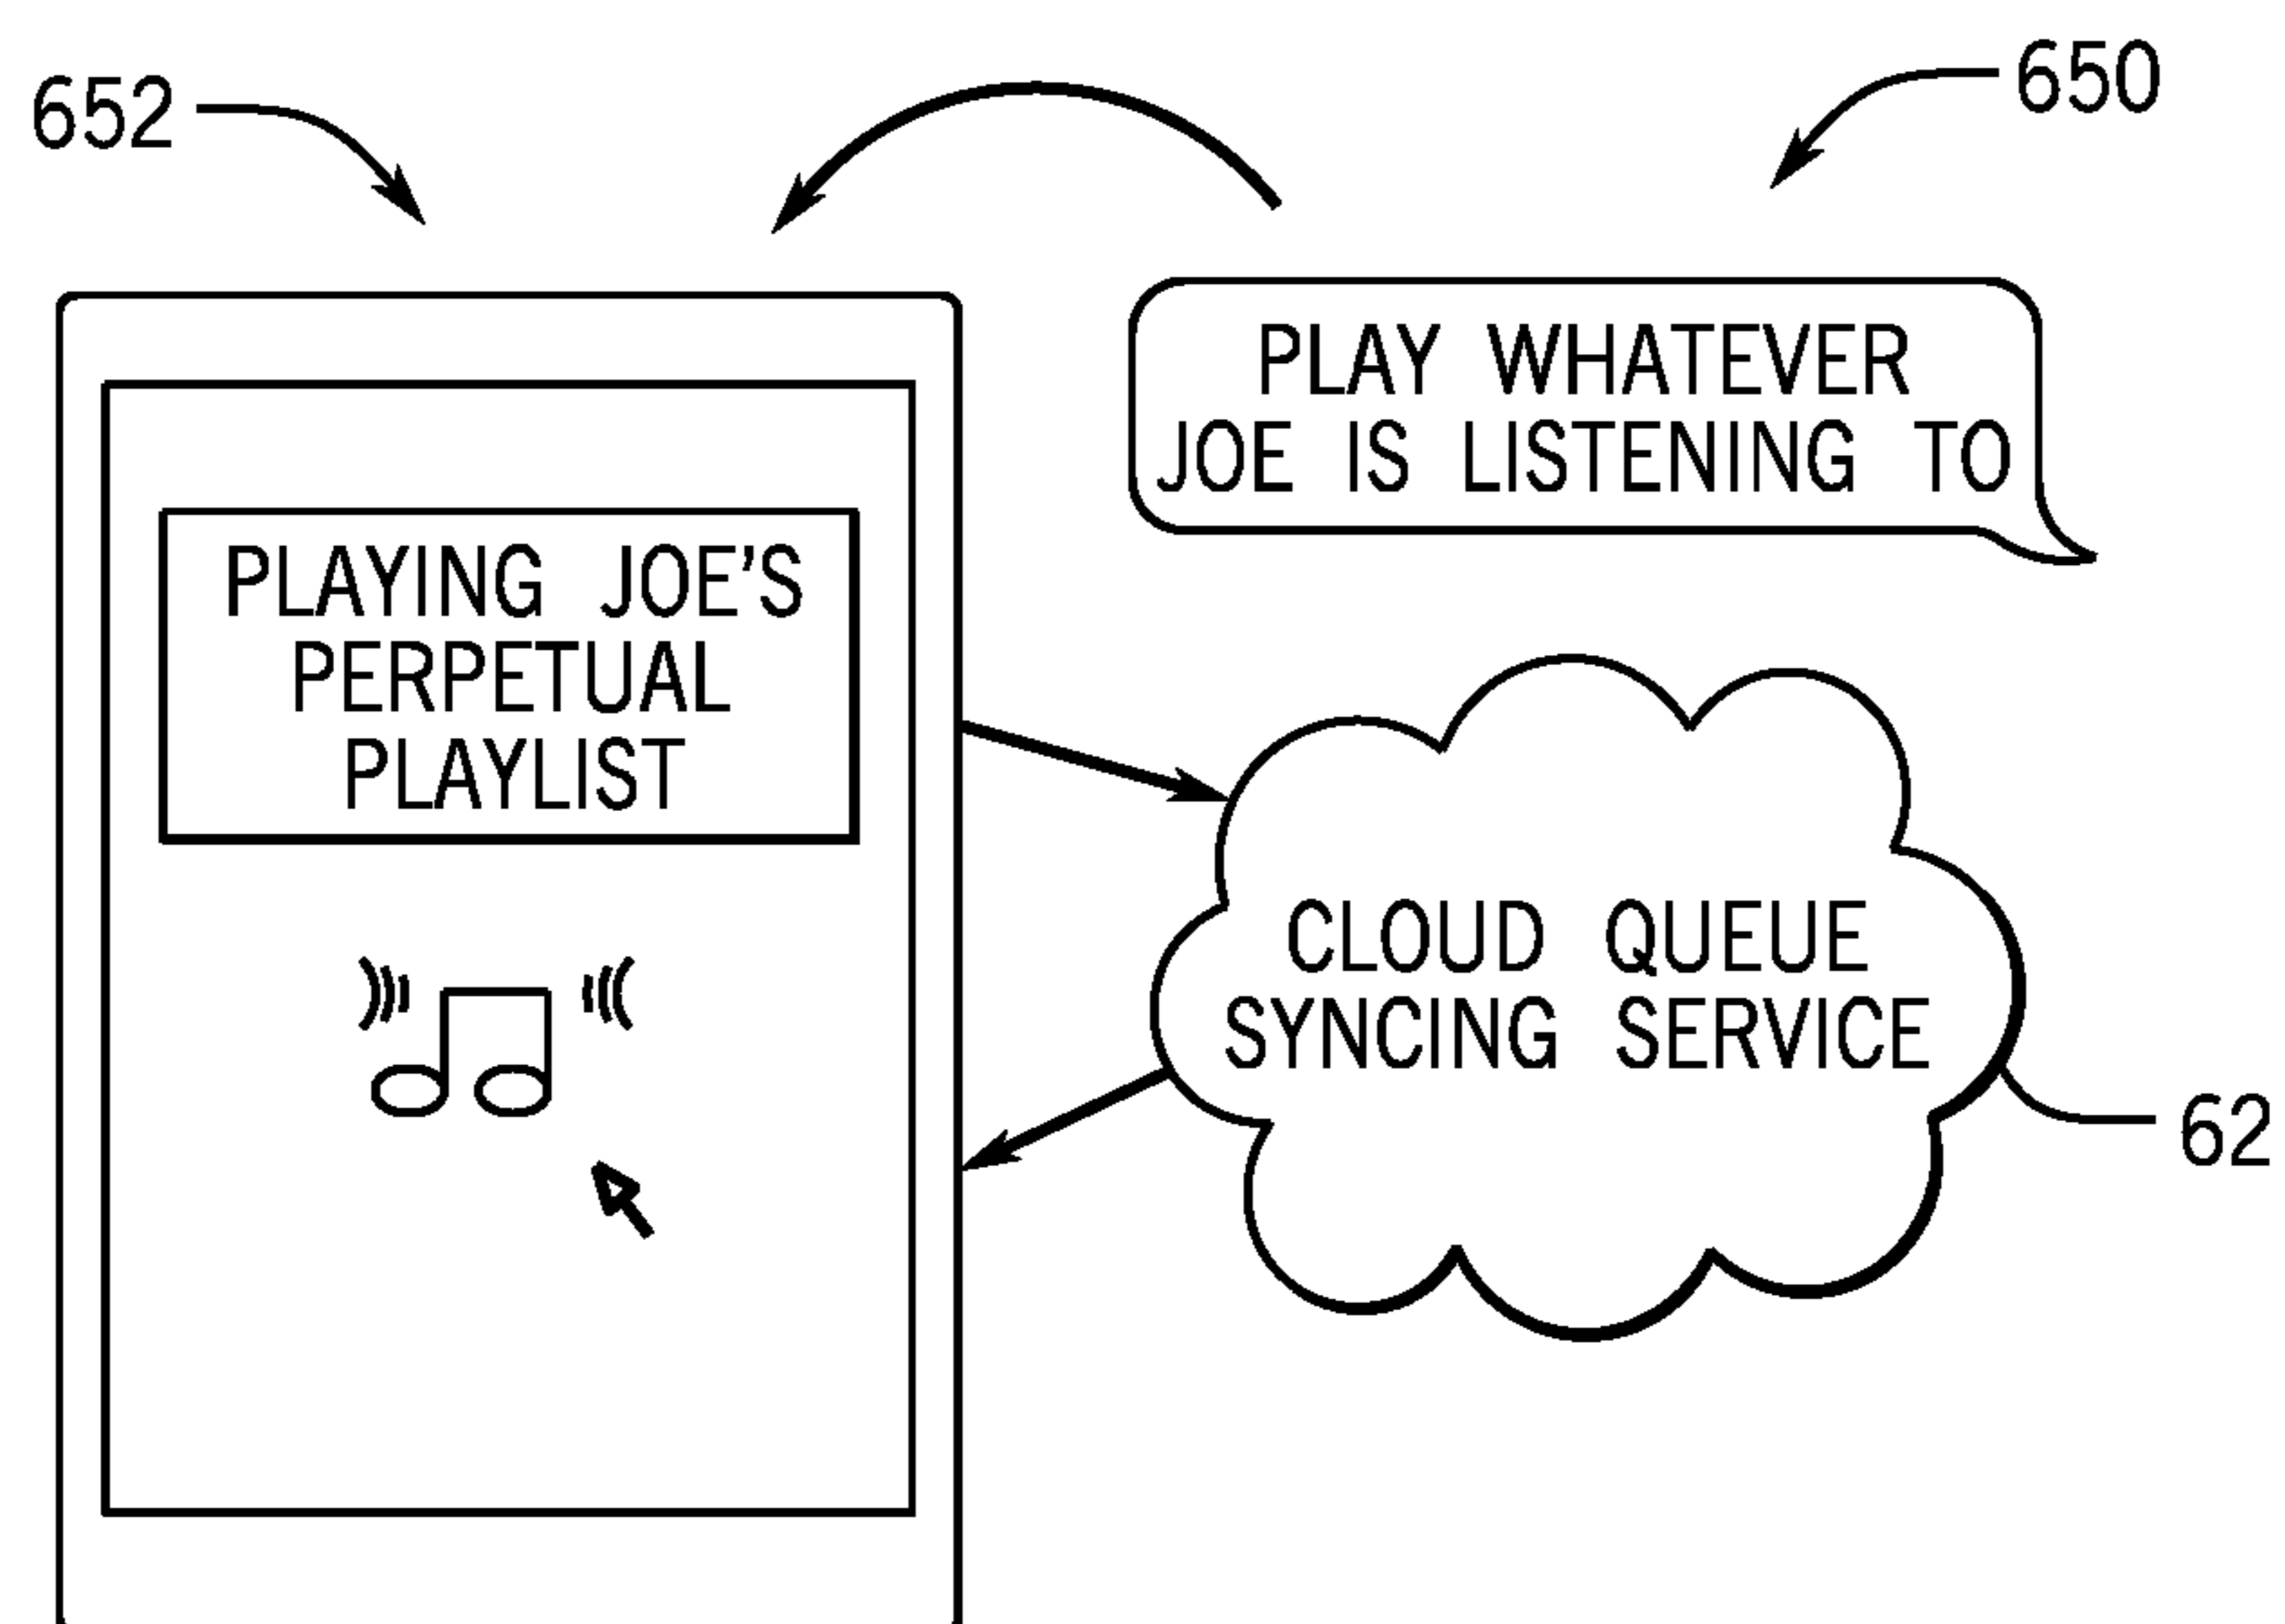 652
650
PLAY WHATEVER
JOE IS LISTENING TO
PLAYING JOE'S
PERPETUAL
PLAYLIST
CLOUD QUEUE
SYNCING SERVICE
62